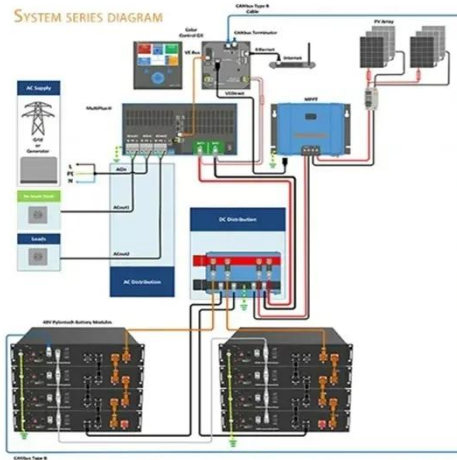 SYSTEM SERIES DIAGRAM
CANbus Type B
Cable
Color
Control GX
CANbus Terminator
Ethernet
Internet
VE Bus
VEDirect
PV Array
AC Supply
Grid
or
Generator
MultiPlus-II
MPPT
L
PE
N
ACin
ACout1
Loads
ACout2
AC Distribution
DC Distribution
48V Pylontech Battery Modules
CANbus Type B